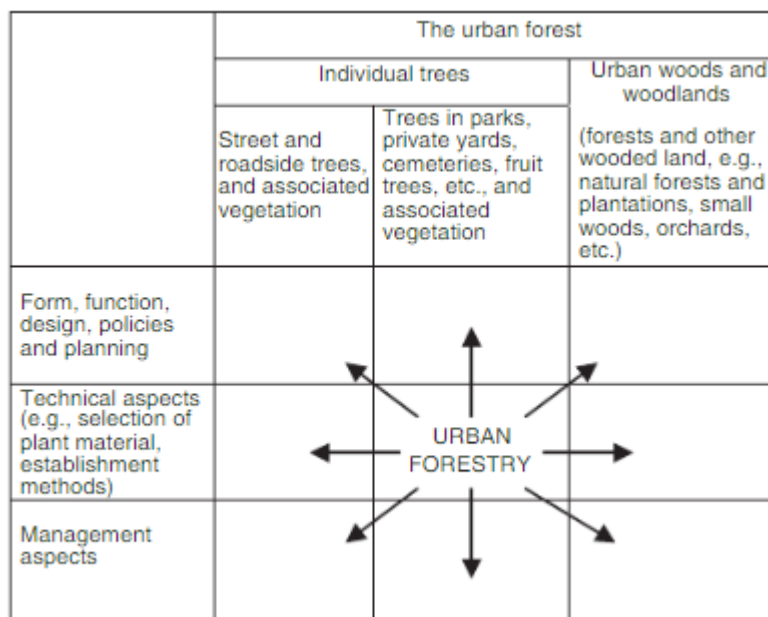 The urban forest
Individual trees
Urban woods and
woodlands
Street and
roadside trees,
and associated
vegetation
Trees in parks,
private yards,
cemeteries, fruit
trees, etc., and
associated
vegetation
(forests and other
wooded land, e.g.,
natural forests and
plantations, small
woods, orchards,
etc.)
Form, function,
design, policies
and planning
Technical aspects
(e.g., selection of
plant material,
establishment
methods)
URBAN
FORESTRY
Management
aspects